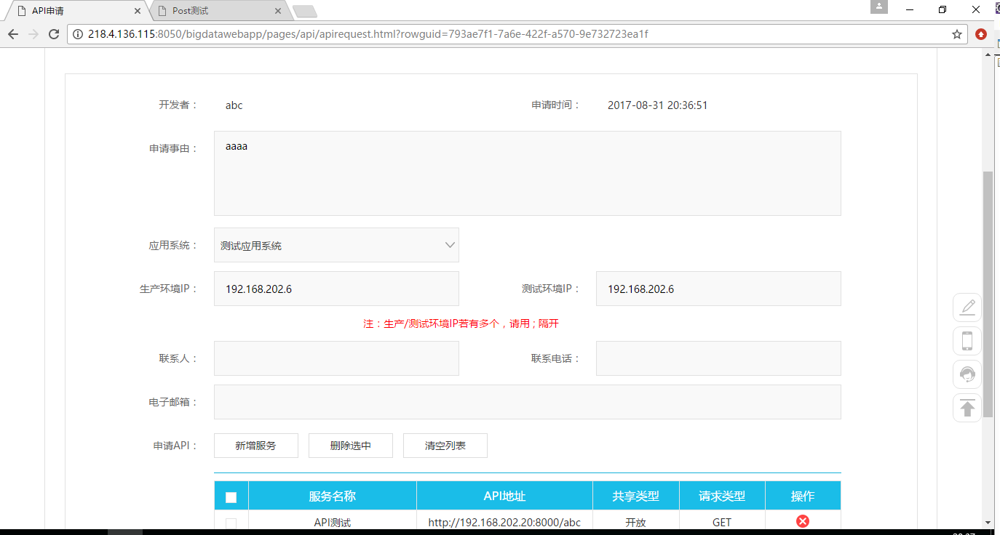 API申请
Post测试
218.4.136.115:8050/bigdatawebapp/pages/api/apirequest.html?rowguid=793ae7f1-7a6e-422f-a570-9e732723ea1f
开发者： abc 申请时间： 2017-08-31 20:36:51
申请事由： aaaa
应用系统： 测试应用系统
生产环境IP： 192.168.202.6 测试环境IP： 192.168.202.6
注：生产/测试环境IP若有多个，请用 ; 隔开
联系人： 联系电话：
电子邮箱：
申请API： 新增服务 删除选中 清空列表
服务名称 API地址 共享类型 请求类型 操作
API测试 http://192.168.202.20:8000/abc 开放 GET